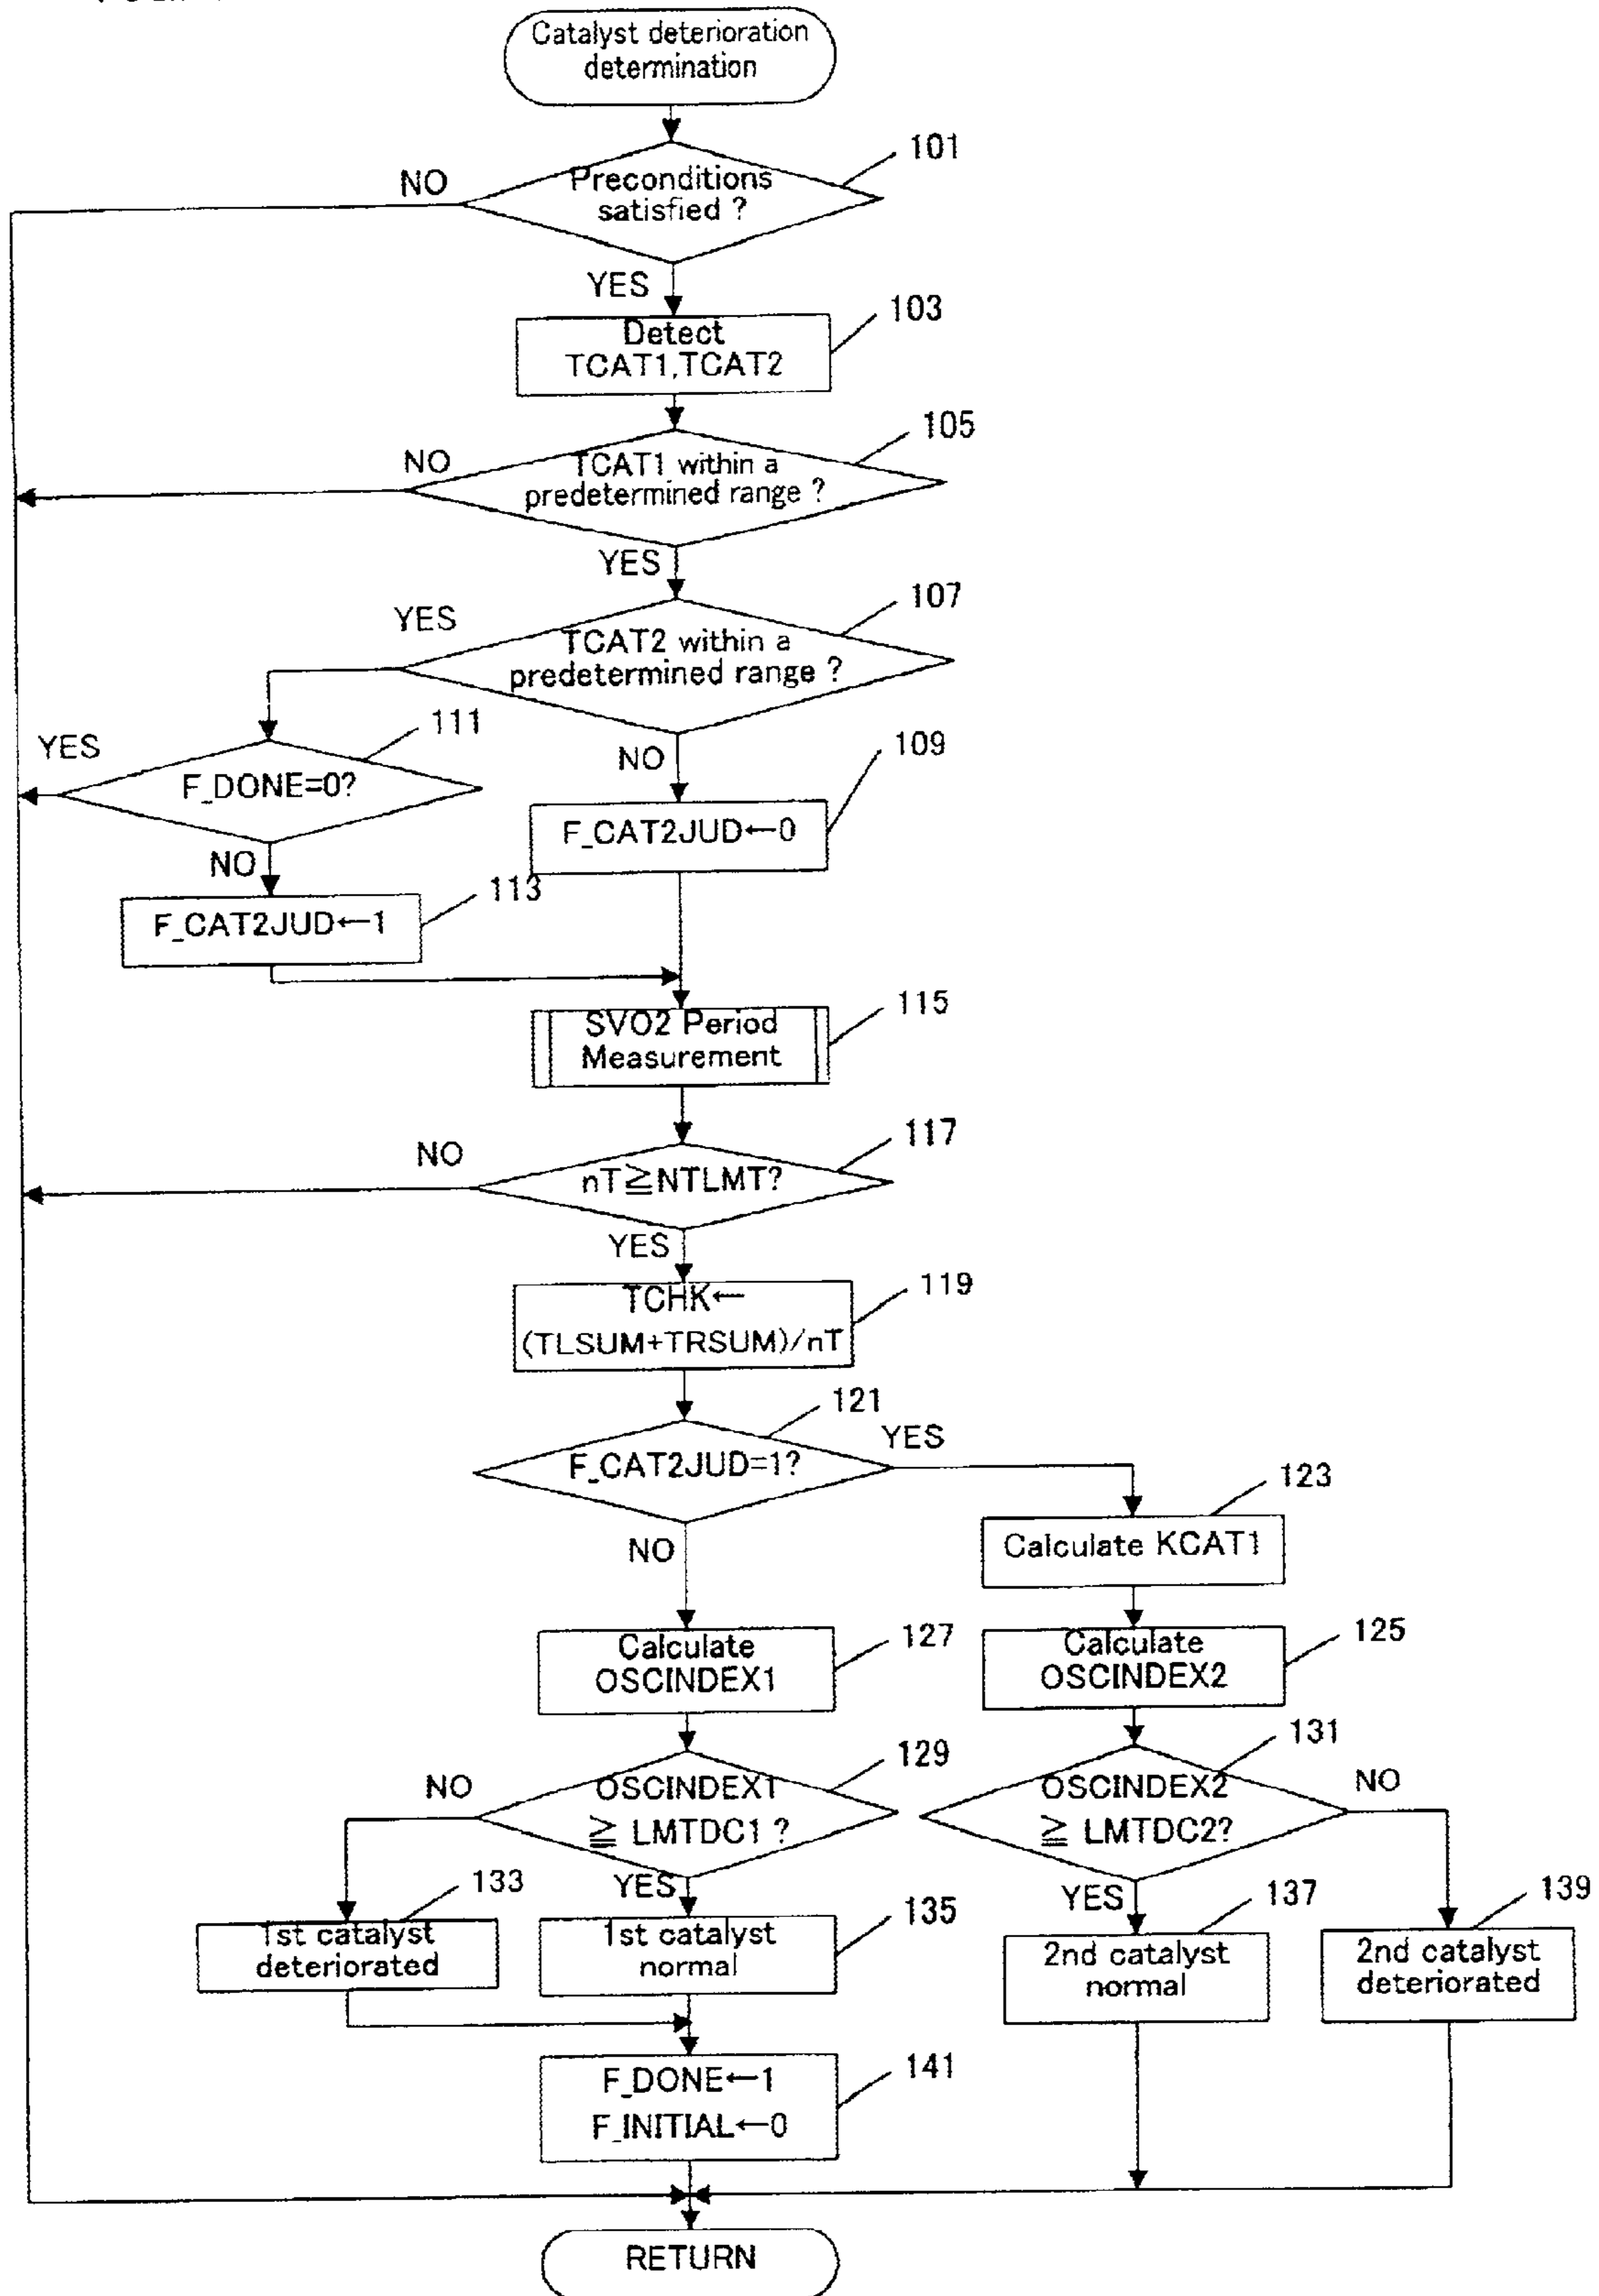 Catalyst deterioration
determination
101
NO
Preconditions
satisfied ?
YES
103
Detect
TCAT1,TCAT2
105
NO
TCAT1 within a
predetermined range ?
YES
107
YES
TCAT2 within a
predetermined range ?
111
YES
NO
109
F_DONE=0?
F_CAT2JUD←0
NO
113
F_CAT2JUD←1
115
SVO2 Period
Measurement
117
NO
nT≧NTLMT?
YES
119
TCHK←
(TLSUM+TRSUM)/nT
121
YES
F_CAT2JUD=1?
123
NO
Calculate KCAT1
127
Calculate
OSCINDEX1
125
Calculate
OSCINDEX2
129
131
NO
OSCINDEX1
≧ LMTDC1 ?
OSCINDEX2
≧ LMTDC2?
NO
YES
YES
133
135
137
139
1st catalyst
deteriorated
1st catalyst
normal
2nd catalyst
normal
2nd catalyst
deteriorated
141
F_DONE←1
F_INITIAL←0
RETURN